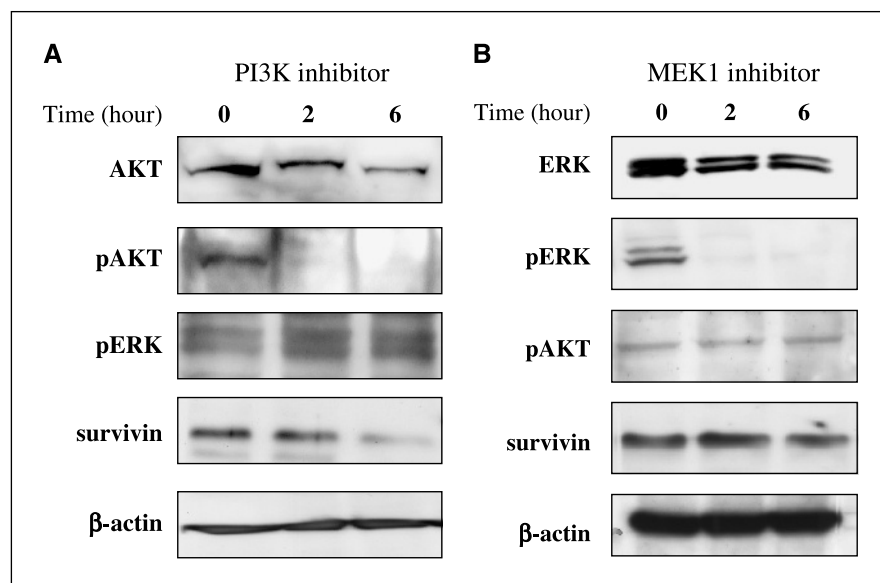 A
PI3K inhibitor
Time (hour) 0 2 6
AKT
pAKT
pERK
survivin
β-actin
B
MEK1 inhibitor
Time (hour) 0 2 6
ERK
pERK
pAKT
survivin
β-actin